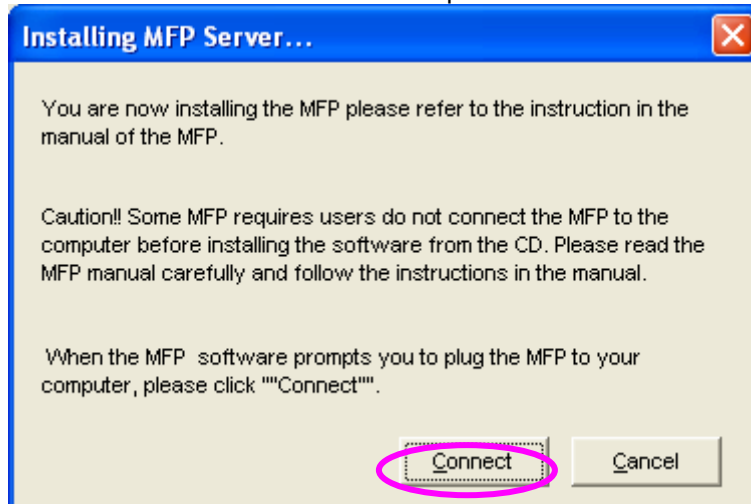 Installing MFP Server...
You are now installing the MFP please refer to the instruction in the
manual of the MFP.
Caution!! Some MFP requires users do not connect the MFP to the
computer before installing the software from the CD. Please read the
MFP manual carefully and follow the instructions in the manual.
When the MFP  software prompts you to plug the MFP to your
computer, please click ""Connect"".
Connect Cancel